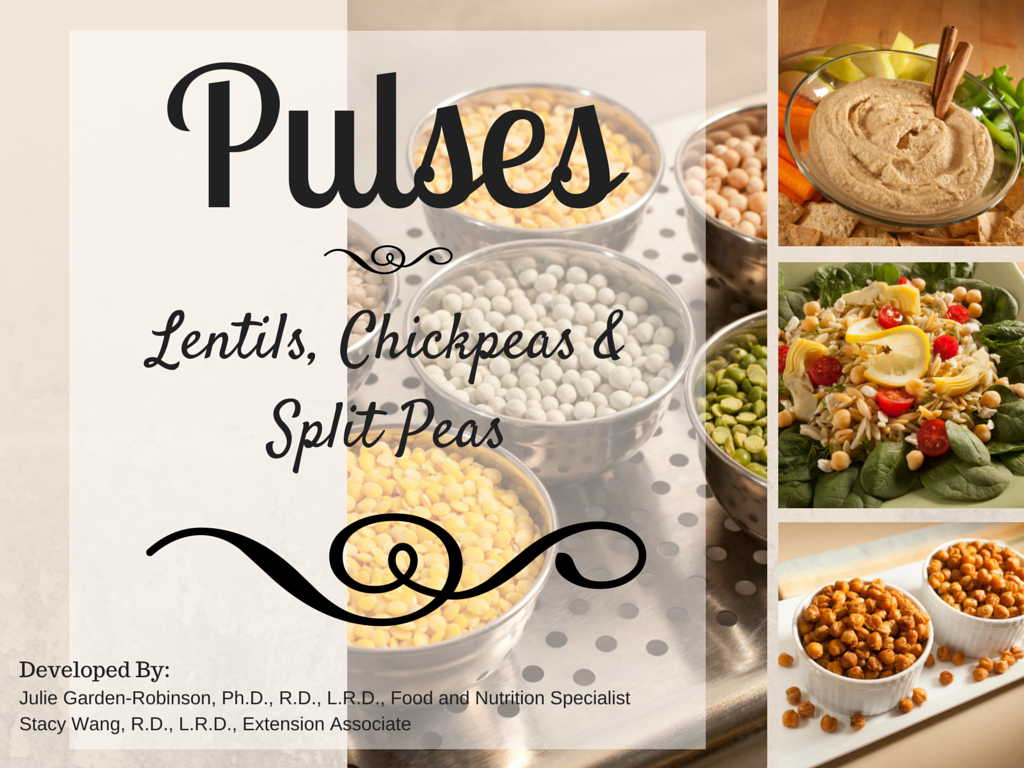 Pulses
Lentils, Chickpeas &
Split Peas
Developed By:
Julie Garden-Robinson, Ph.D., R.D., L.R.D., Food and Nutrition Specialist
Stacy Wang, R.D., L.R.D., Extension Associate